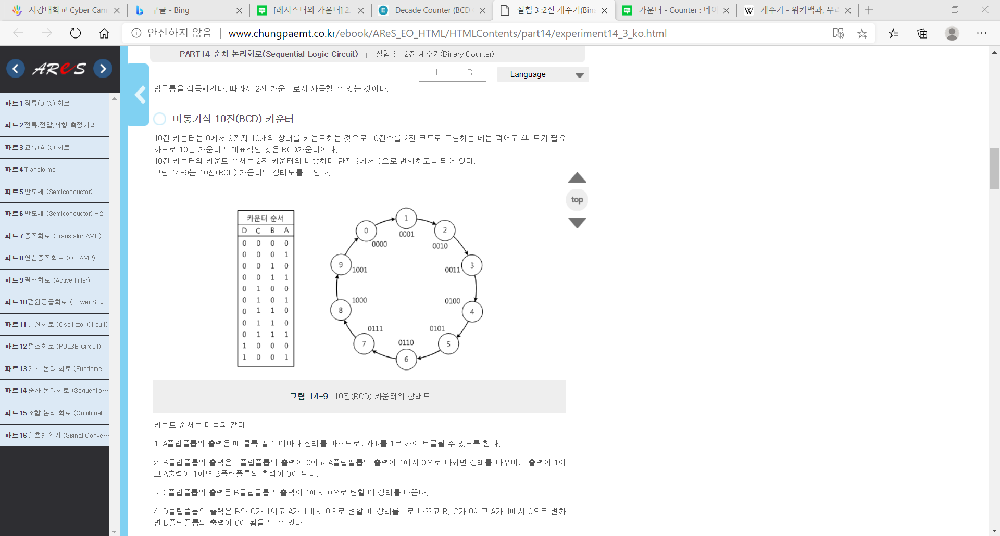 서강대학교 Cyber Cam
구글 - Bing
[레지스터와 카운터] 2.
Decade Counter (BCD
실험 3 :2진 계수기(Bin
카운터 - Counter : 네이
계수기 - 위키백과, 우리
안전하지 않음 | www.chungpaemt.co.kr/ebook/AReS_EO_HTML/HTMLContents/part14/experiment14_3_ko.html
AReS
파트1 직류(D.C.) 회로
파트2 전류,전압,저항 측정기의 ···
파트3 교류(A.C.) 회로
파트4 Transformer
파트5 반도체 (Semiconductor)
파트6 반도체 (Semiconductor) - 2
파트7 증폭회로 (Transistor AMP)
파트8 연산증폭회로 (OP AMP)
파트9 필터회로 (Active Filter)
파트10 전원공급회로 (Power Sup···
파트11 발진회로 (Oscillator Circuit)
파트12 펄스회로 (PULSE Circuit)
파트13 기초 논리 회로 (Fundame···
파트14 순차 논리회로 (Sequentia···
파트15 조합 논리 회로 (Combinat···
파트16 신호변환기 (Signal Conve···
PART14 순차 논리회로(Sequential Logic Circuit) | 실험 3 : 2진 계수기(Binary Counter)
1 R
Language
립플롭을 작동시킨다. 따라서 2진 카운터로서 사용할 수 있는 것이다.
비동기식 10진(BCD) 카운터
10진 카운터는 0에서 9까지 10개의 상태를 카운트하는 것으로 10진수를 2진 코드로 표현하는 데는 적어도 4비트가 필요
하므로 10진 카운터의 대표적인 것은 BCD카운터이다.
10진 카운터의 카운트 순서는 2진 카운터와 비슷하다 단지 9에서 0으로 변화하도록 되어 있다.
그림 14-9는 10진(BCD) 카운터의 상태도를 보인다.
top
카운터 순서
D C B A
0 0 0 0
0 0 0 1
0 0 1 0
0 0 1 1
0 1 0 0
0 1 0 1
0 1 1 0
0 1 1 0
0 1 1 1
1 0 0 0
1 0 0 1
0 0000
1 0001
2 0010
3 0011
4 0100
5 0101
6 0110
7 0111
8 1000
9 1001
그림 14-9 10진(BCD) 카운터의 상태도
카운트 순서는 다음과 같다.
1. A플립플롭의 출력은 매 클록 펄스 때마다 상태를 바꾸므로 J와 K를 1로 하여 토글될 수 있도록 한다.
2. B플립플롭의 출력은 D플립플롭의 출력이 0이고 A플립필롭의 출력이 1에서 0으로 바뀌면 상태를 바꾸며, D출력이 1이
고 A출력이 1이면 B플립플롭의 출력이 0이 된다.
3. C플립플롭의 출력은 B플립플롭의 출력이 1에서 0으로 변할 때 상태를 바꾼다.
4. D플립플롭의 출력은 B와 C가 1이고 A가 1에서 0으로 변할 때 상태를 1로 바꾸고 B, C가 0이고 A가 1에서 0으로 변하
면 D플립플롭의 출력이 0이 됨을 알 수 있다.